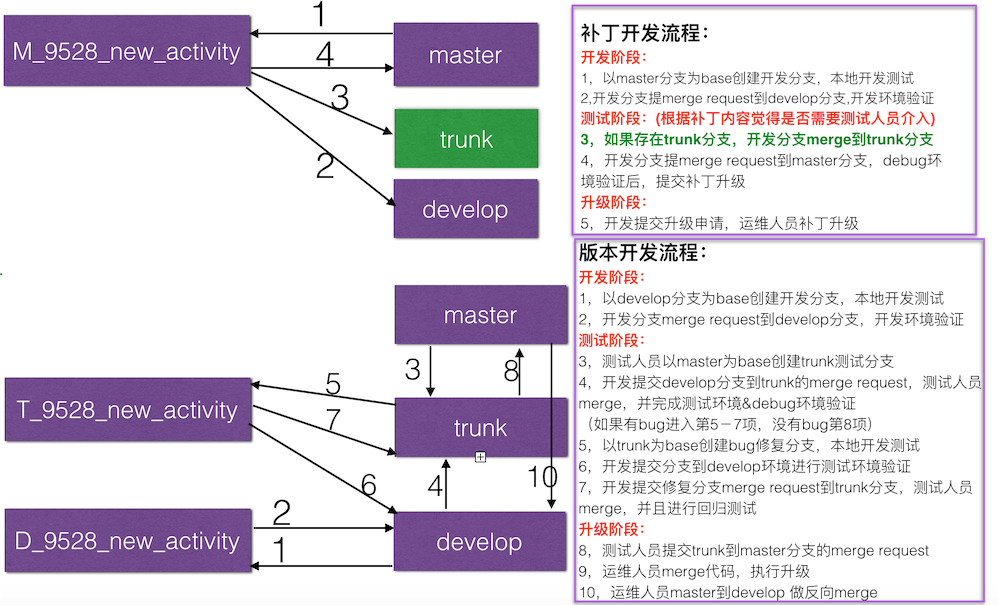 M_9528_new_activity
1
4
3
2
master
trunk
develop
补丁开发流程：
开发阶段：
1，以master分支为base创建开发分支，本地开发测试
2,开发分支提merge request到develop分支,开发环境验证
测试阶段：(根据补丁内容觉得是否需要测试人员介入)
3，如果存在trunk分支，开发分支merge到trunk分支
4，开发分支提merge request到master分支，debug环
境验证后，提交补丁升级
升级阶段：
5，开发提交升级申请，运维人员补丁升级
master
3
8
T_9528_new_activity
5
7
trunk
6
4
10
D_9528_new_activity
2
1
develop
版本开发流程：
开发阶段：
1，以develop分支为base创建开发分支，本地开发测试
2，开发分支merge request到develop分支，开发环境验证
测试阶段：
3，测试人员以master为base创建trunk测试分支
4，开发提交develop分支到trunk的merge request，测试人员
merge，并完成测试环境&debug环境验证
（如果有bug进入第5－7项，没有bug第8项）
5，以trunk为base创建bug修复分支，本地开发测试
6，开发提交分支到develop环境进行测试环境验证
7，开发提交修复分支merge request到trunk分支，测试人员
merge，并且进行回归测试
升级阶段：
8，测试人员提交trunk到master分支的merge request
9，运维人员merge代码，执行升级
10，运维人员master到develop 做反向merge